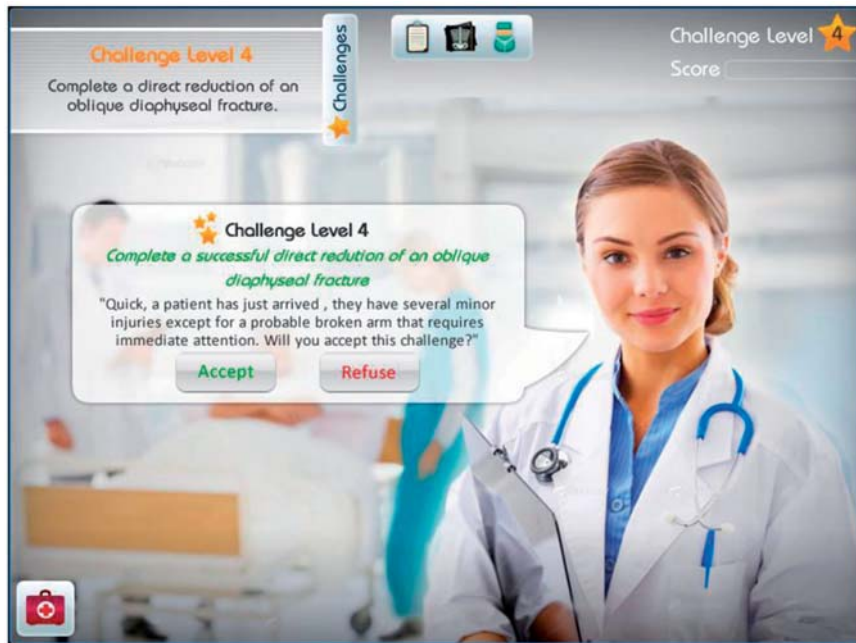 Challenge Level 4
Complete a direct reduction of an
oblique diaphyseal fracture.
Challenges
Challenge Level 4
Score
Challenge Level 4
Complete a successful direct redution of an oblique
diaphyseal fracture
"Quick, a patient has just arrived , they have several minor
injuries except for a probable broken arm that requires
immediate attention. Will you accept this challenge?"
Accept Refuse